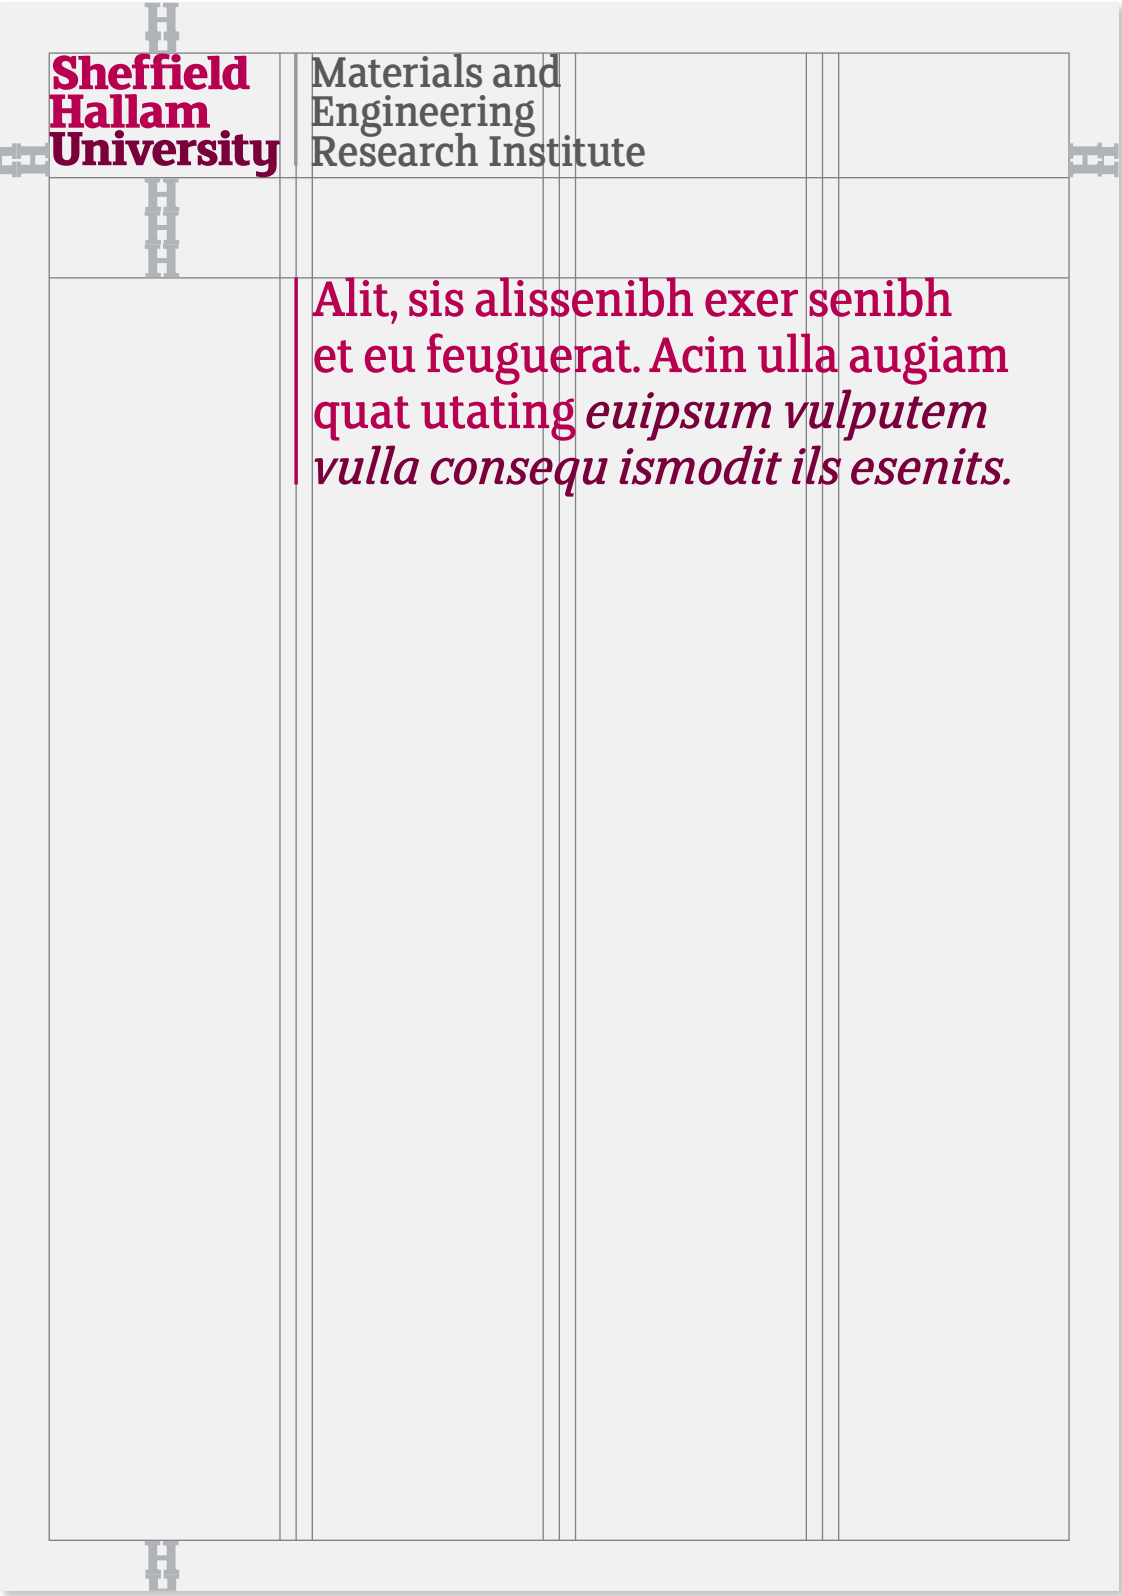 Sheffield
Hallam
University
Materials and
Engineering
Research Institute
Alit, sis alissenibh exer senibh
et eu feuguerat. Acin ulla augiam
quat utating euipsum vulputem
vulla consequ ismodit ils esenits.